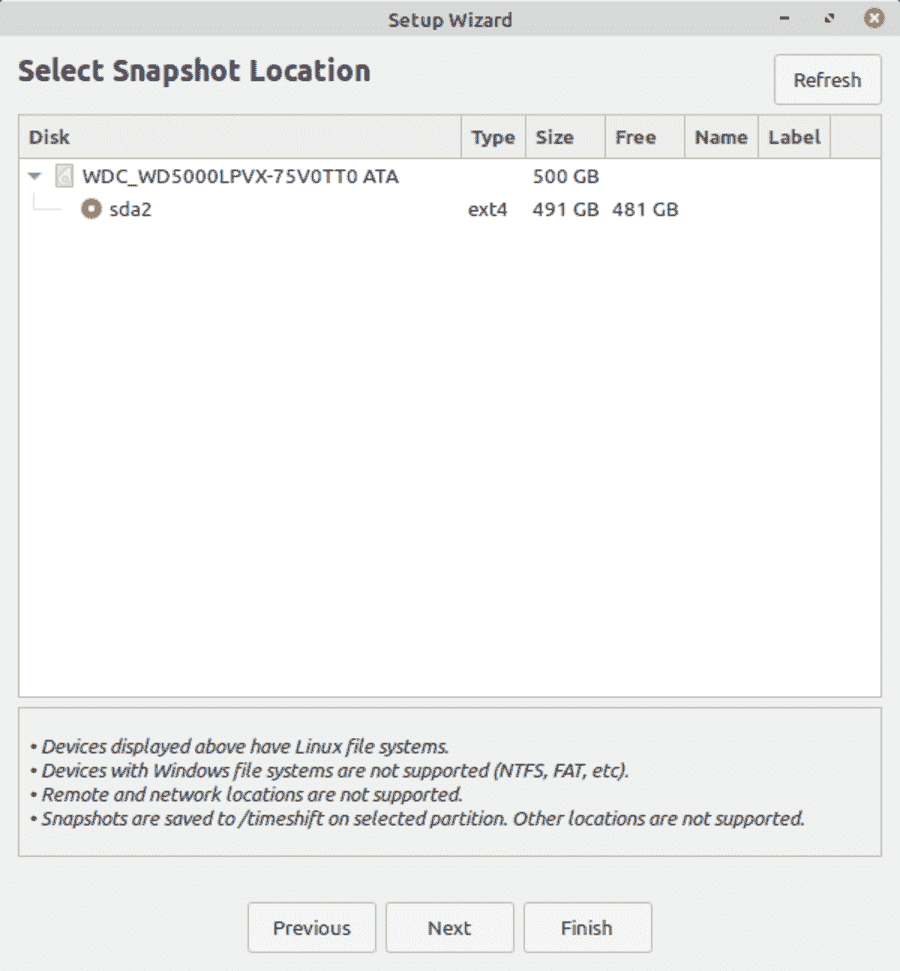 Setup Wizard
Select Snapshot Location
Refresh
Disk Type Size Free Name Label
WDC_WD5000LPVX-75V0TT0 ATA 500 GB
sda2 ext4 491 GB 481 GB
• Devices displayed above have Linux file systems.
• Devices with Windows file systems are not supported (NTFS, FAT, etc).
• Remote and network locations are not supported.
• Snapshots are saved to /timeshift on selected partition. Other locations are not supported.
Previous Next Finish